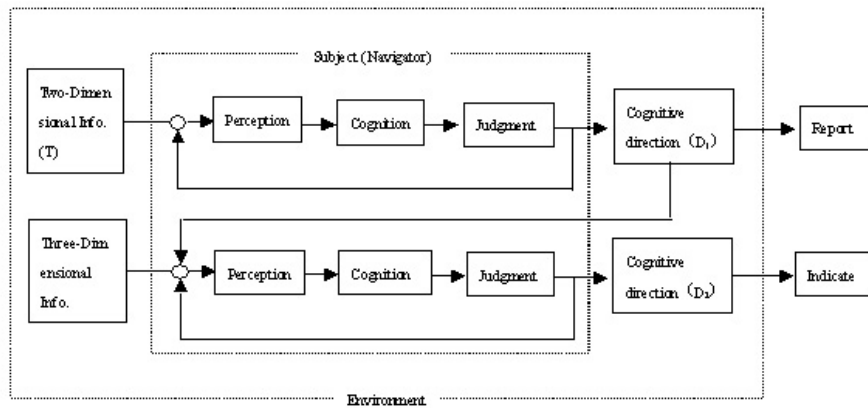 Subject (Navigator)
Two-Dimen
sional Info.
(T)
Perception
Cognition
Judgment
Cognitive
direction (D₁)
Report
Three-Dim
ensional
Info.
Perception
Cognition
Judgment
Cognitive
direction (D₂)
Indicate
Environment